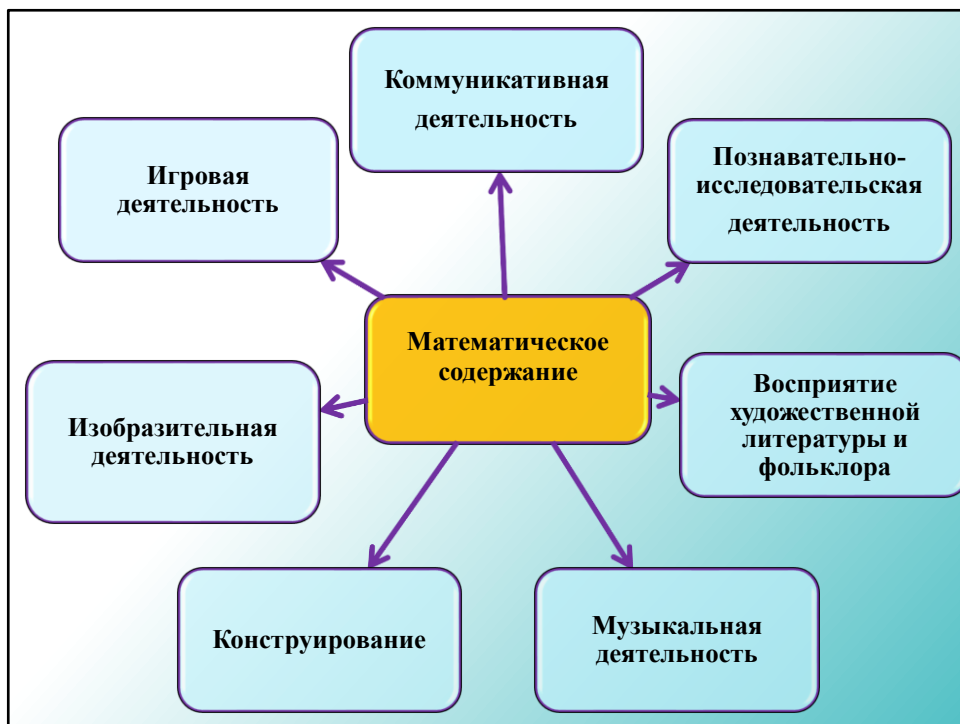 Коммуникативная
деятельность
Игровая
деятельность
Познавательно-
исследовательская
деятельность
Математическое
содержание
Изобразительная
деятельность
Восприятие
художественной
литературы и
фольклора
Конструирование
Музыкальная
деятельность